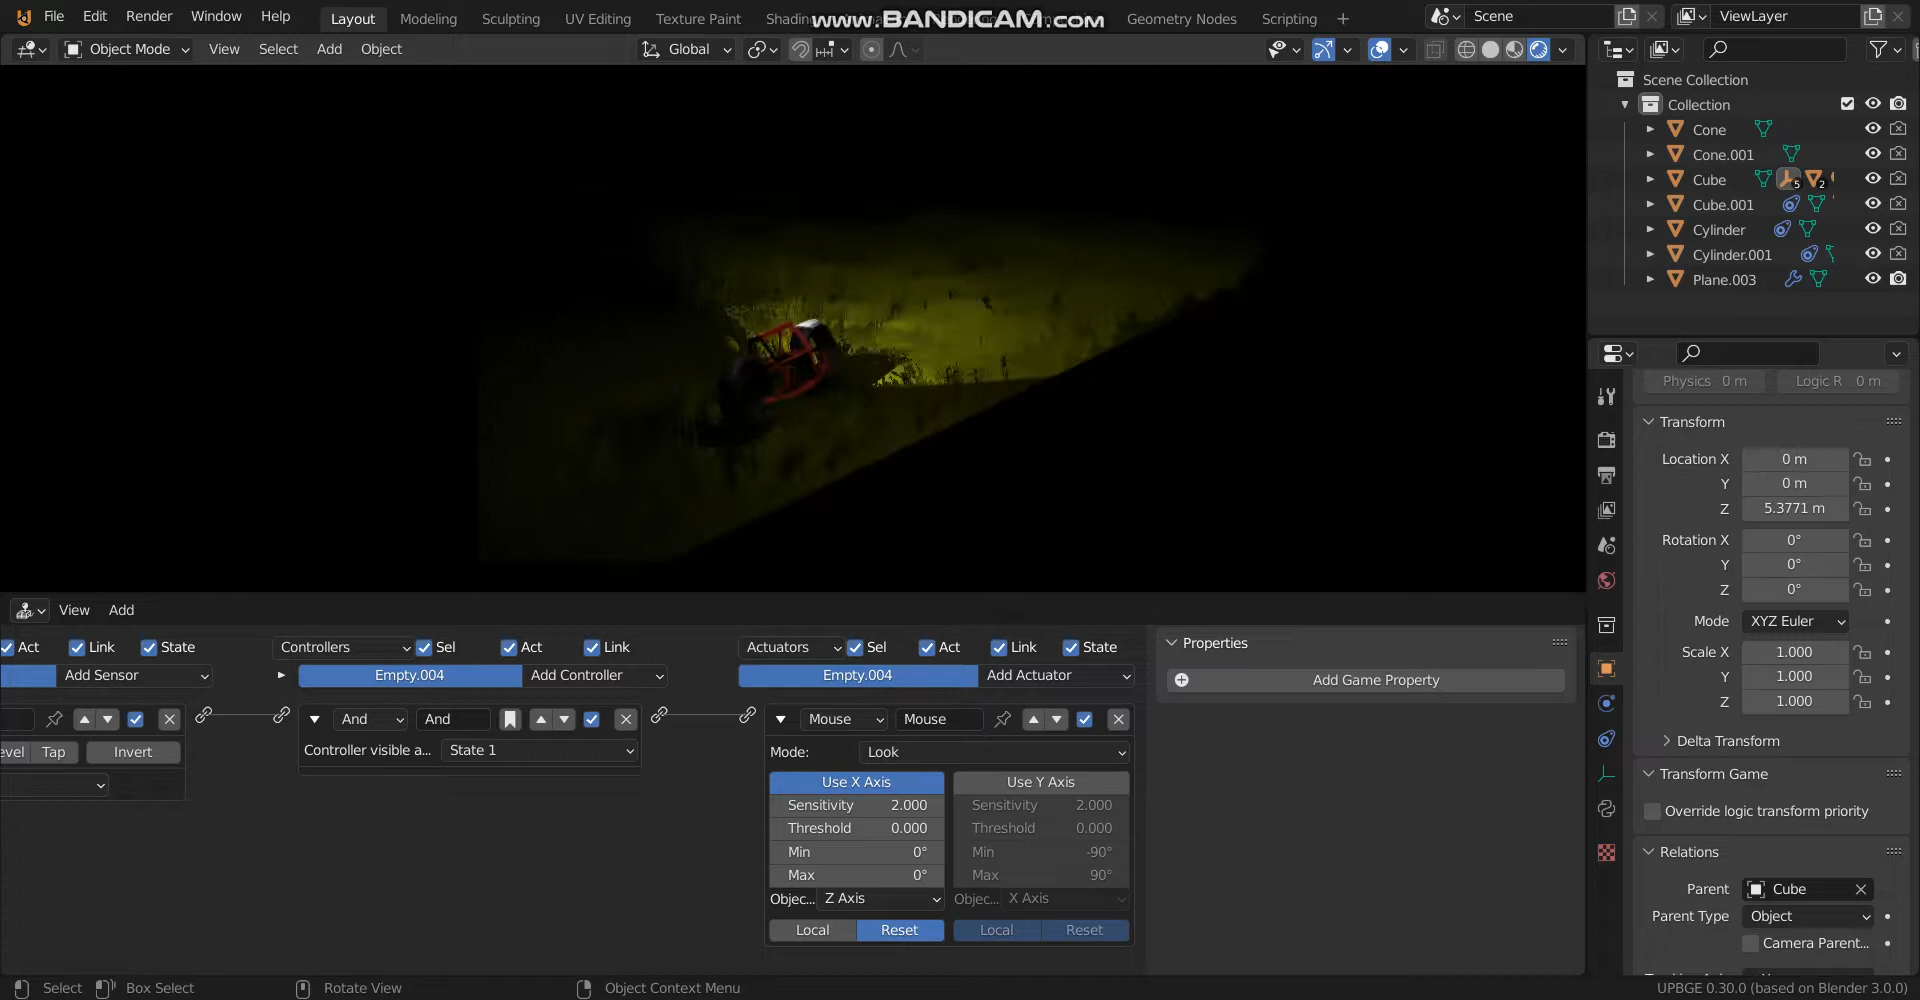 File Edit Render Window Help Layout Modeling Sculpting UV Editing Texture Paint Shadin www.BANDICAM.com Geometry Nodes Scripting Scene ViewLayer
Object Mode View Select Add Object Global
Scene Collection
Collection
Cone
Cone.001
Cube 5 2
Cube.001
Cylinder
Cylinder.001
Plane.003
Physics 0 m Logic R 0 m
Transform
Location X 0 m
Y 0 m
Z 5.3771 m
Rotation X 0°
Y 0°
Z 0°
Mode XYZ Euler
Scale X 1.000
Y 1.000
Z 1.000
Delta Transform
Transform Game
Override logic transform priority
Relations
Parent Cube
Parent Type Object
Camera Parent...
View Add
Act Link State Controllers Sel Act Link Actuators Sel Act Link State
Add Sensor Empty.004 Add Controller Empty.004 Add Actuator
And And Mouse Mouse
evel Tap Invert Controller visible a... State 1 Mode: Look
Use X Axis Use Y Axis
Sensitivity 2.000 Sensitivity 2.000
Threshold 0.000 Threshold 0.000
Min 0° Min -90°
Max 0° Max 90°
Objec... Z Axis Objec... X Axis
Local Reset Local Reset
Properties
Add Game Property
Select Box Select Rotate View Object Context Menu UPBGE 0.30.0 (based on Blender 3.0.0)